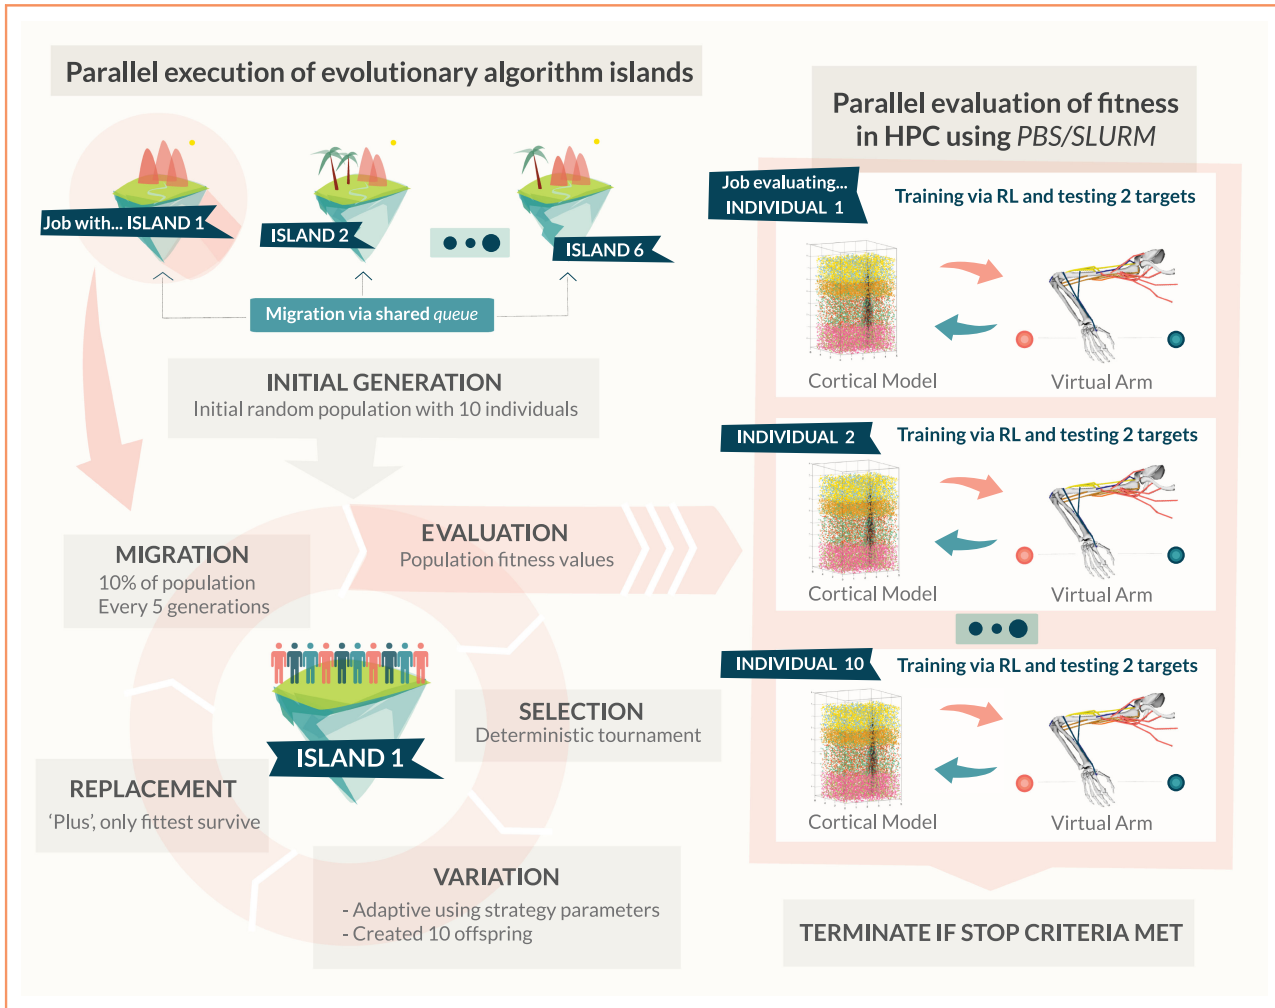 Parallel execution of evolutionary algorithm islands
Job with... ISLAND 1
ISLAND 2
ISLAND 6
Migration via shared queue
INITIAL GENERATION
Initial random population with 10 individuals
MIGRATION
10% of population
Every 5 generations
EVALUATION
Population fitness values
SELECTION
Deterministic tournament
ISLAND 1
REPLACEMENT
‘Plus’, only fittest survive
VARIATION
- Adaptive using strategy parameters
- Created 10 offspring
Parallel evaluation of fitness
in HPC using PBS/SLURM
Job evaluating...
INDIVIDUAL 1
Training via RL and testing 2 targets
Cortical Model
Virtual Arm
INDIVIDUAL 2
Training via RL and testing 2 targets
Cortical Model
Virtual Arm
INDIVIDUAL 10
Training via RL and testing 2 targets
Cortical Model
Virtual Arm
TERMINATE IF STOP CRITERIA MET